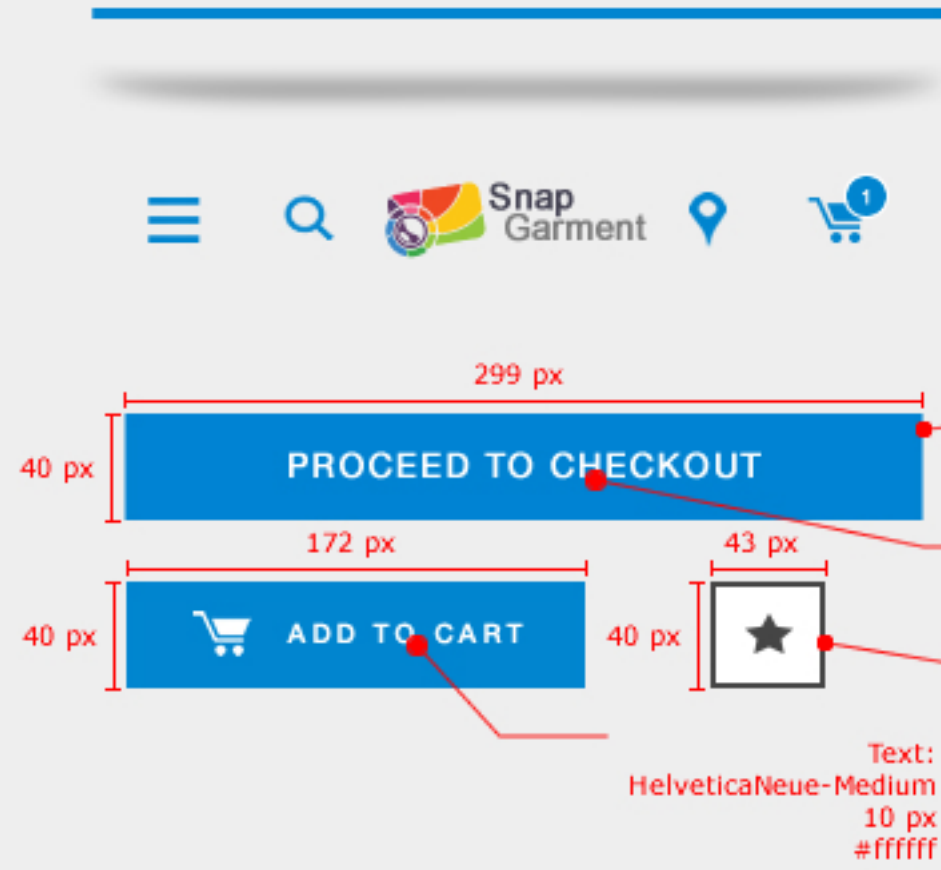 1
Snap
Garment
299 px
40 px
PROCEED TO CHECKOUT
172 px
43 px
40 px
ADD TO CART
40 px
Text:
HelveticaNeue-Medium
10 px
#ffffff